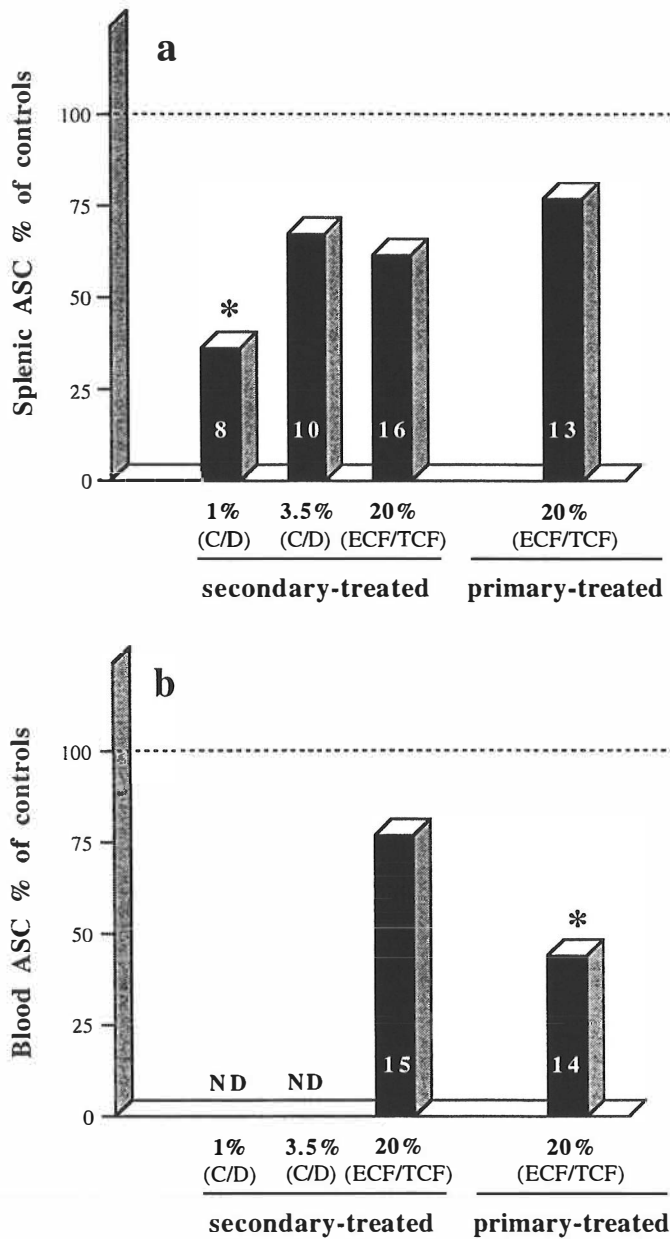 a
Splenic ASC % of controls
100
75
50
25
0
*
8
10
16
13
1% 3.5% 20% 20%
(C/D) (C/D) (ECF/TCF) (ECF/TCF)
secondary-treated primary-treated
b
Blood ASC % of controls
100
75
50
25
0
ND
ND
15
*
14
1% 3.5% 20% 20%
(C/D) (C/D) (ECF/TCF) (ECF/TCF)
secondary-treated primary-treated